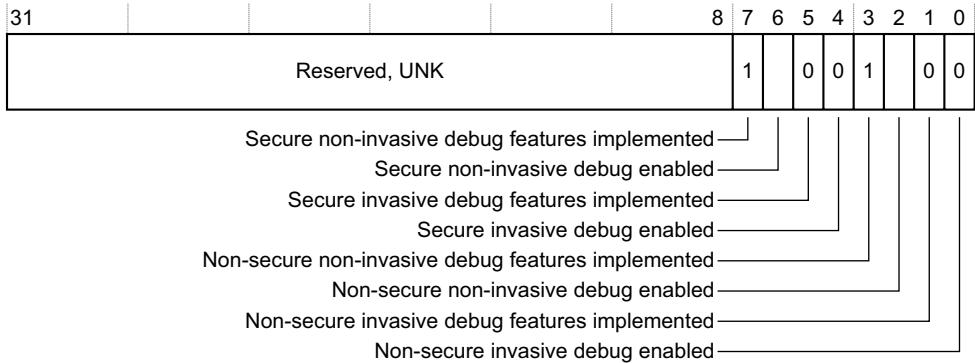 31 8 7 6 5 4 3 2 1 0
Reserved, UNK 1 0 0 1 0 0
Secure non-invasive debug features implemented
Secure non-invasive debug enabled
Secure invasive debug features implemented
Secure invasive debug enabled
Non-secure non-invasive debug features implemented
Non-secure non-invasive debug enabled
Non-secure invasive debug features implemented
Non-secure invasive debug enabled